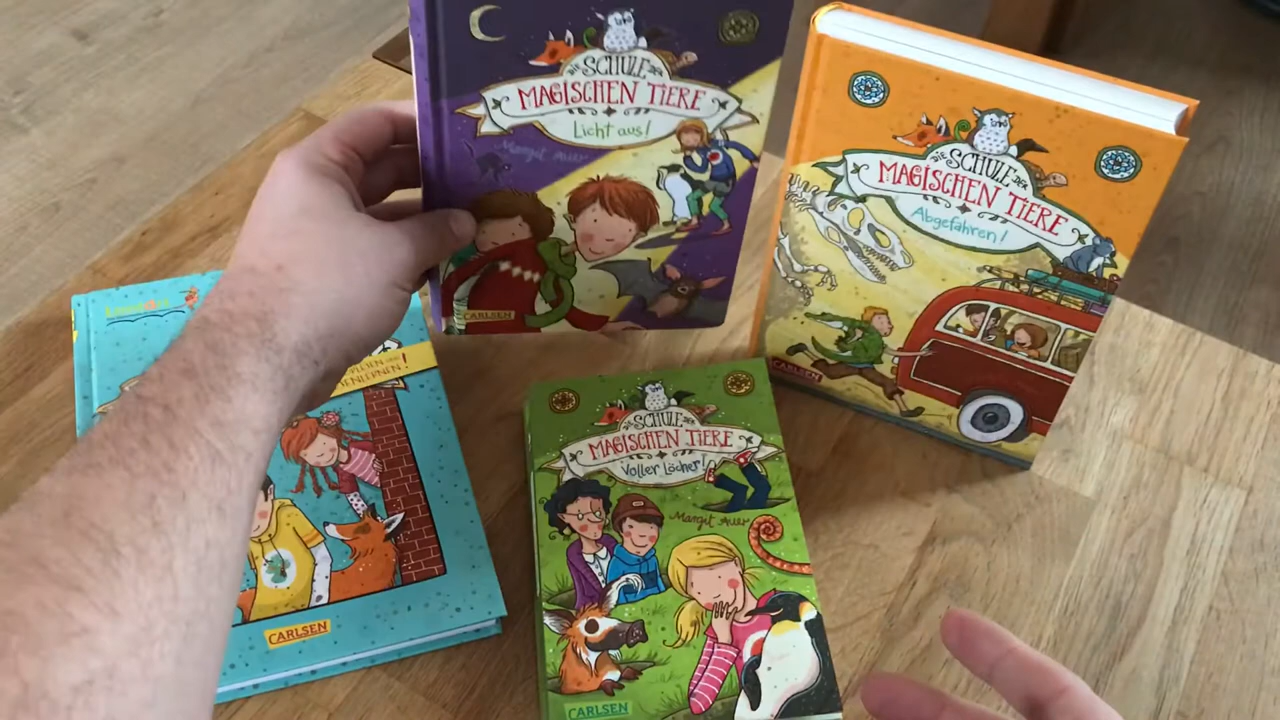 DIE SCHULE DER
MAGISCHEN TIERE
Licht aus!
Margit Auer
CARLSEN
DIE SCHULE DER
MAGISCHEN TIERE
Abgefahren!
CARLSEN
CARLSEN
DIE SCHULE DER
MAGISCHEN TIERE
Voller Löcher!
Margit Auer
CARLSEN